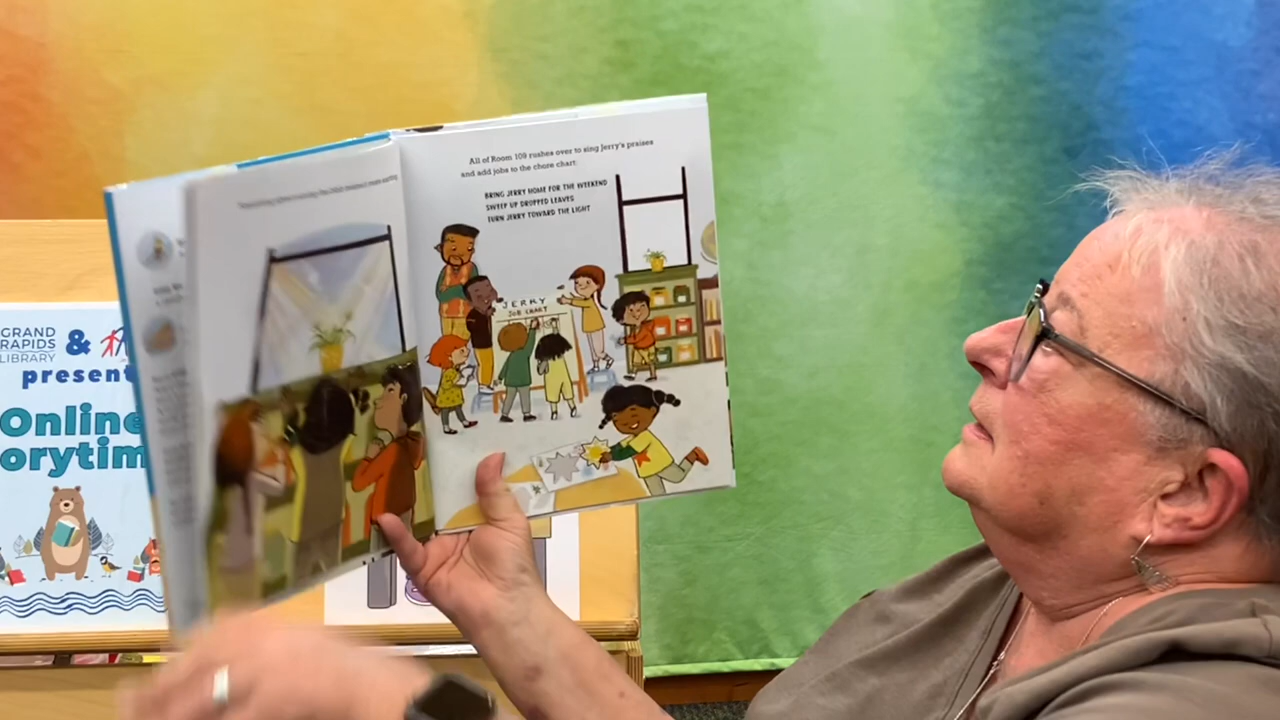 GRAND
RAPIDS
LIBRARY
&
present
Online
orytim
All of Room 109 rushes over to sing Jerry's praises
and add jobs to the chore chart:
BRING JERRY HOME FOR THE WEEKEND
SWEEP UP DROPPED LEAVES
TURN JERRY TOWARD THE LIGHT
JERRY
JOB CHART